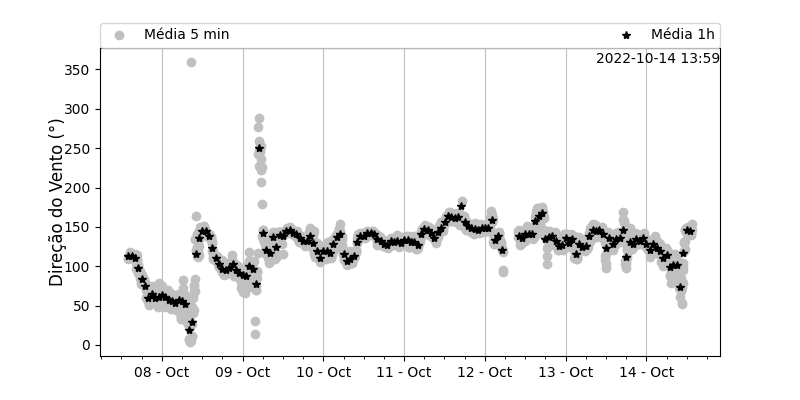 Média 5 min
Média 1h
2022-10-14 13:59
Direção do Vento (°)
350
300
250
200
150
100
50
0
08 - Oct
09 - Oct
10 - Oct
11 - Oct
12 - Oct
13 - Oct
14 - Oct